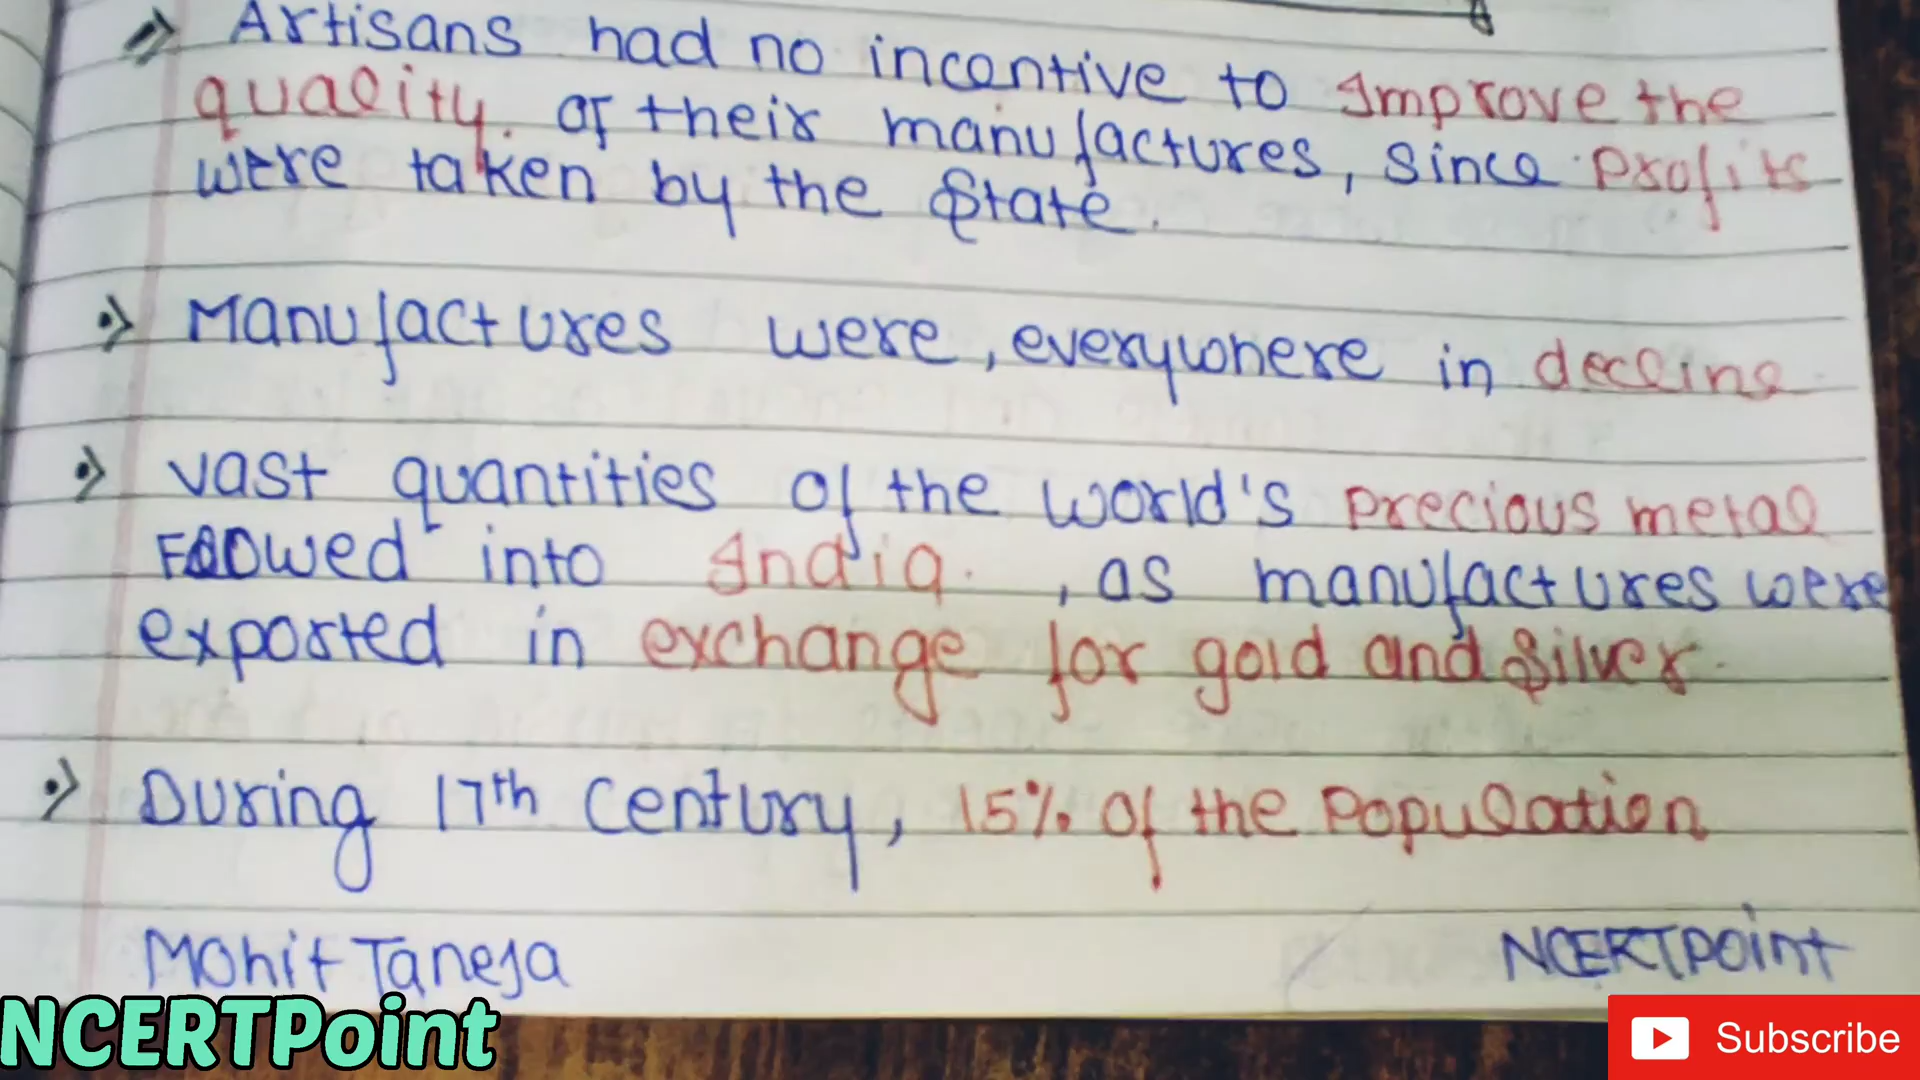 Artisans had no incentive to Improve the
quality. of their manufactures, since profits
were taken by the State.
Manufactures were, everywhere in decline
Vast quantities of the world's precious metal
Flowed into India. , as manufactures were
exported in exchange for gold and Silver.
During 17th Century, 15% of the Population
Mohit Taneja
NCERTPoint
NCERTPoint
Subscribe